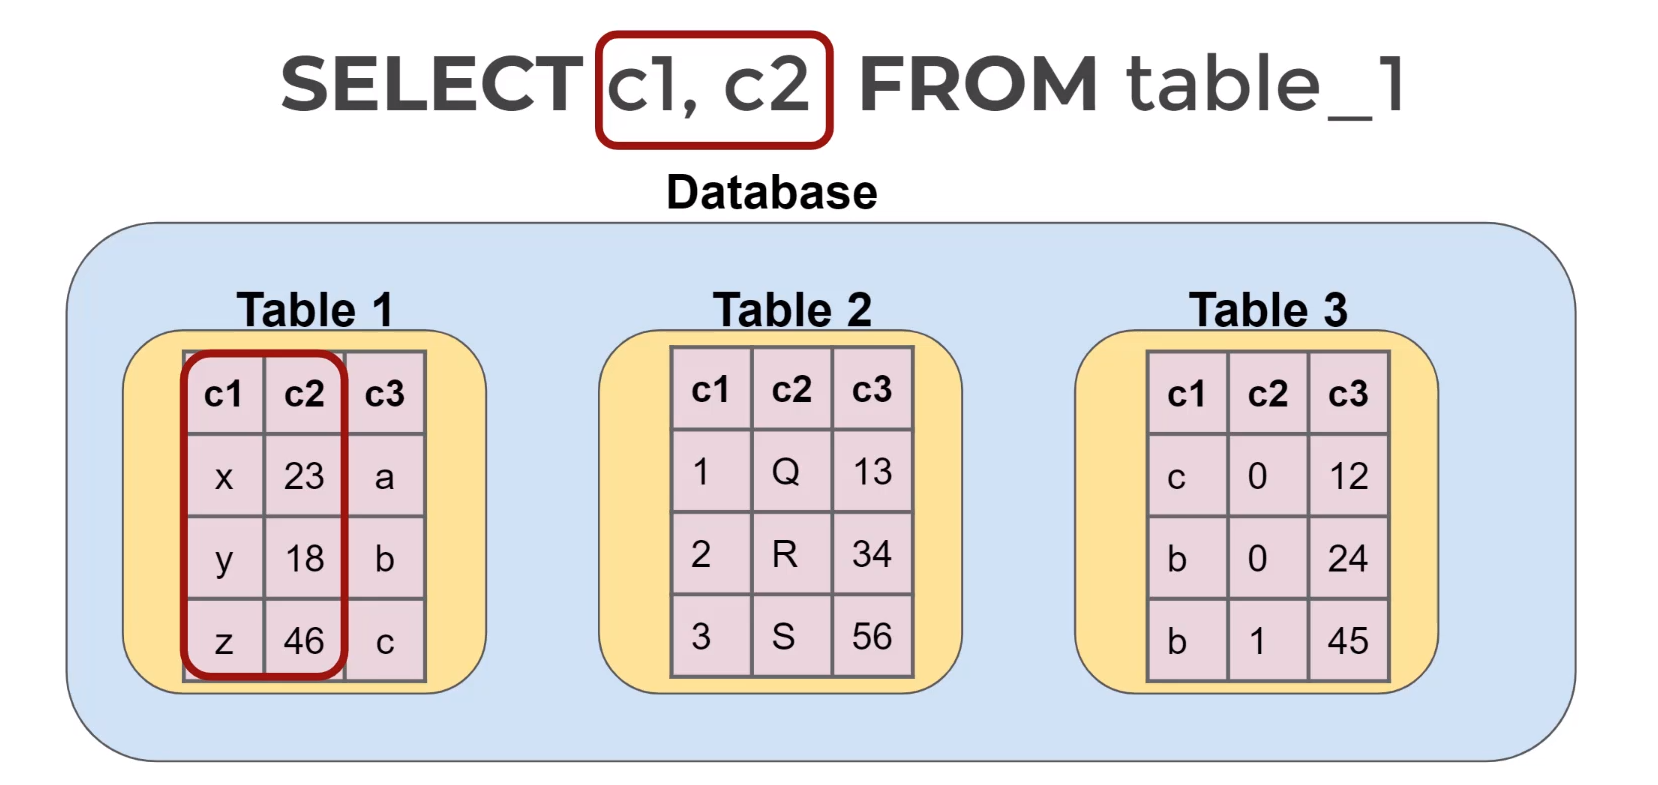 SELECT c1, c2 FROM table_1
Database
Table 1
c1 c2 c3
x 23 a
y 18 b
z 46 c
Table 2
c1 c2 c3
1 Q 13
2 R 34
3 S 56
Table 3
c1 c2 c3
c 0 12
b 0 24
b 1 45